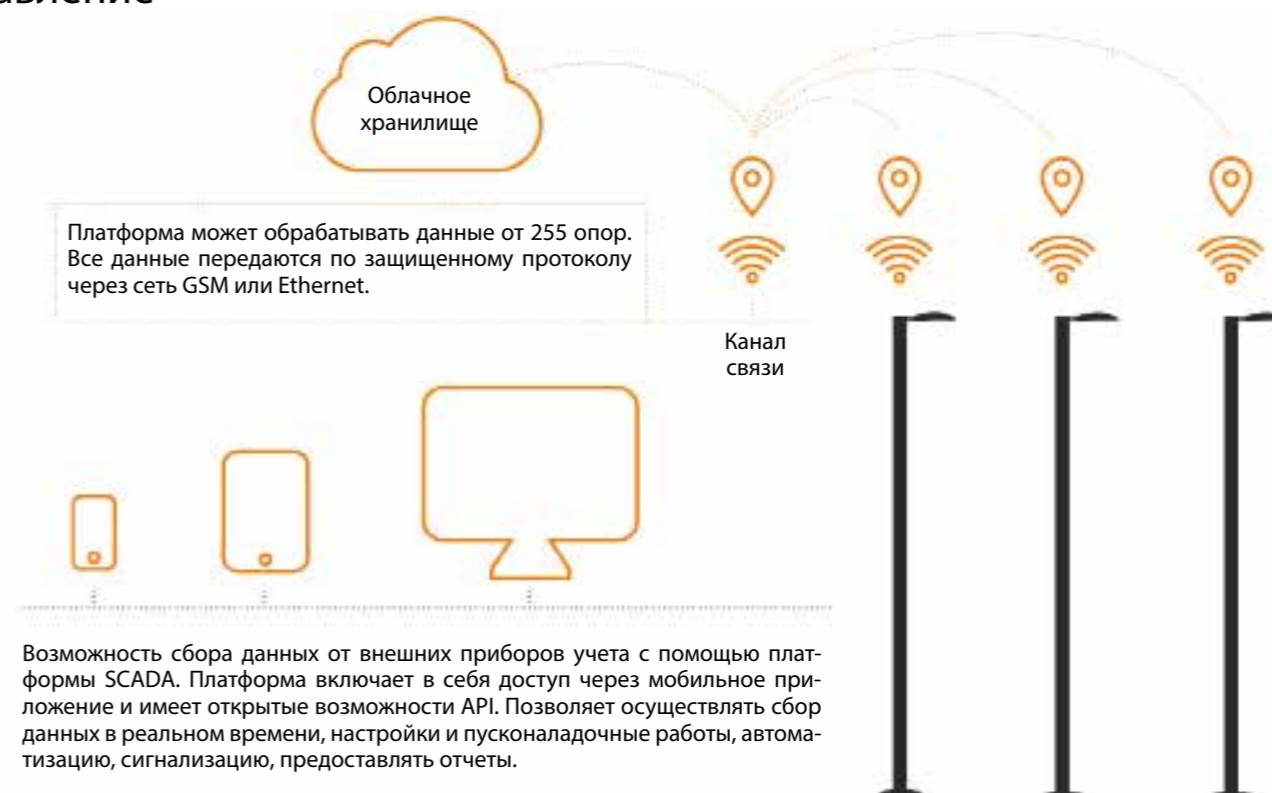 Облачное
хранилище
Платформа может обрабатывать данные от 255 опор.
Все данные передаются по защищенному протоколу
через сеть GSM или Ethernet.
Канал
связи
Возможность сбора данных от внешних приборов учета с помощью плат-
формы SCADA. Платформа включает в себя доступ через мобильное при-
ложение и имеет открытые возможности API. Позволяет осуществлять сбор
данных в реальном времени, настройки и пусконаладочные работы, автома-
тизацию, сигнализацию, предоставлять отчеты.